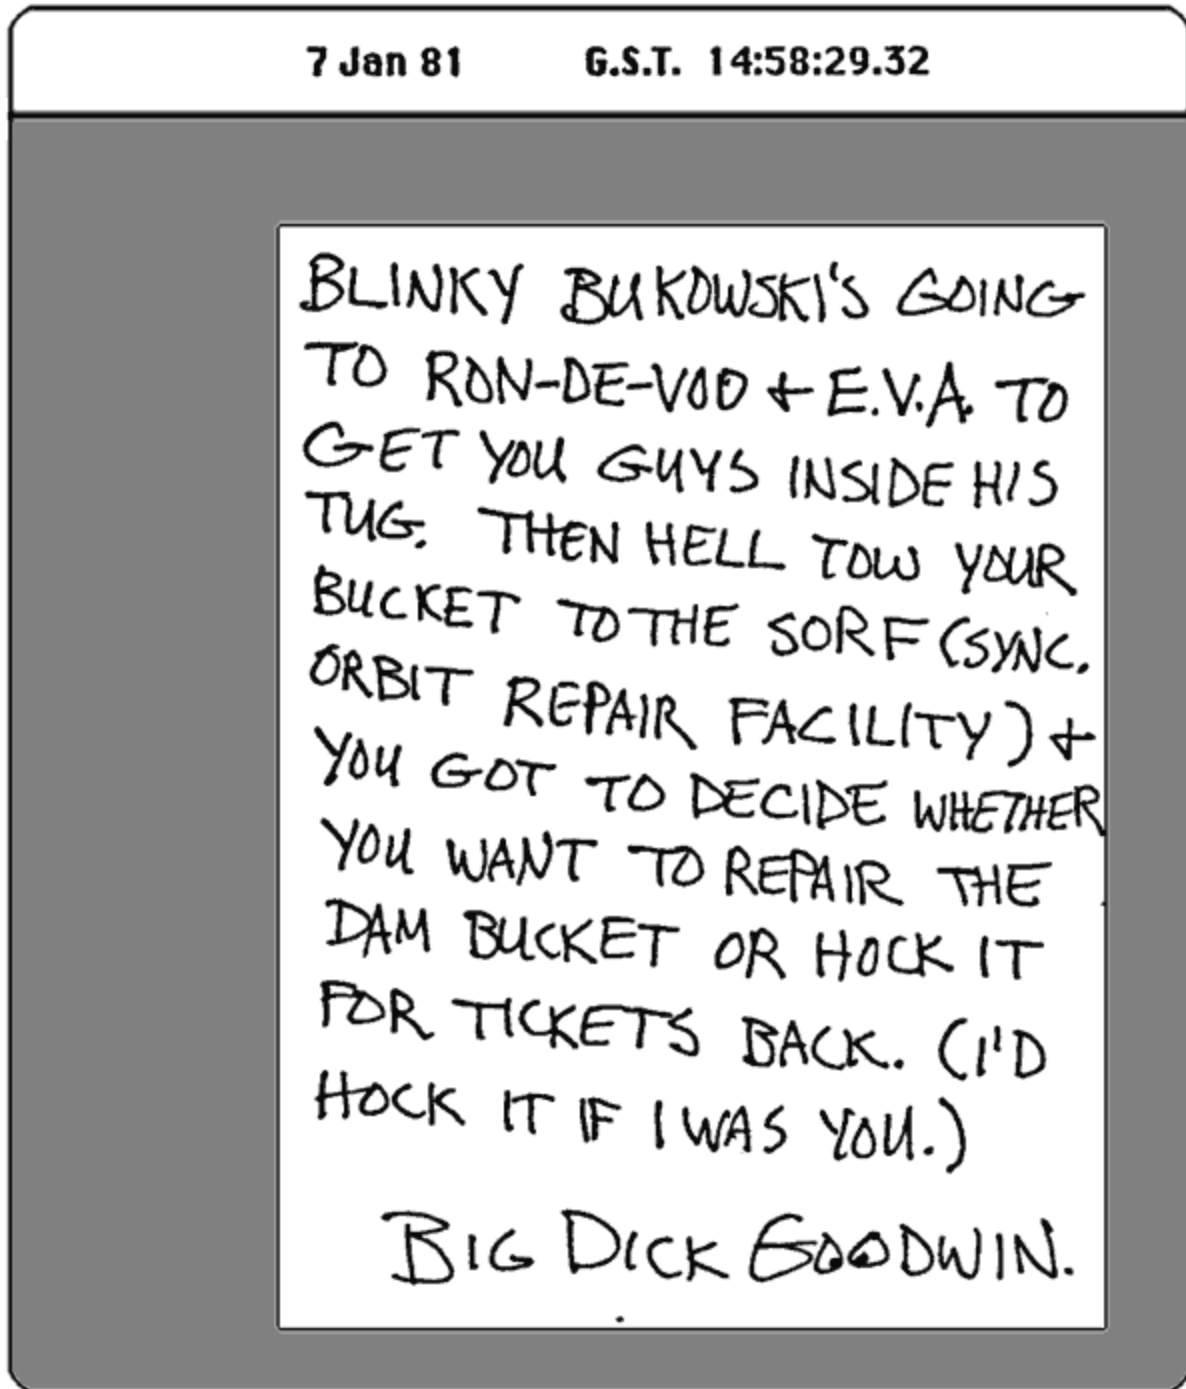 7 Jan 81 G.S.T. 14:58:29.32
BLINKY BUKOWSKI'S GOING
TO RON-DE-VOO + E.V.A. TO
GET YOU GUYS INSIDE HIS
TUG. THEN HELL TOW YOUR
BUCKET TO THE SORF (SYNC.
ORBIT REPAIR FACILITY) +
YOU GOT TO DECIDE WHETHER
YOU WANT TO REPAIR THE
DAM BUCKET OR HOCK IT
FOR TICKETS BACK. (I'D
HOCK IT IF I WAS YOU.)
BIG DICK GOODWIN.